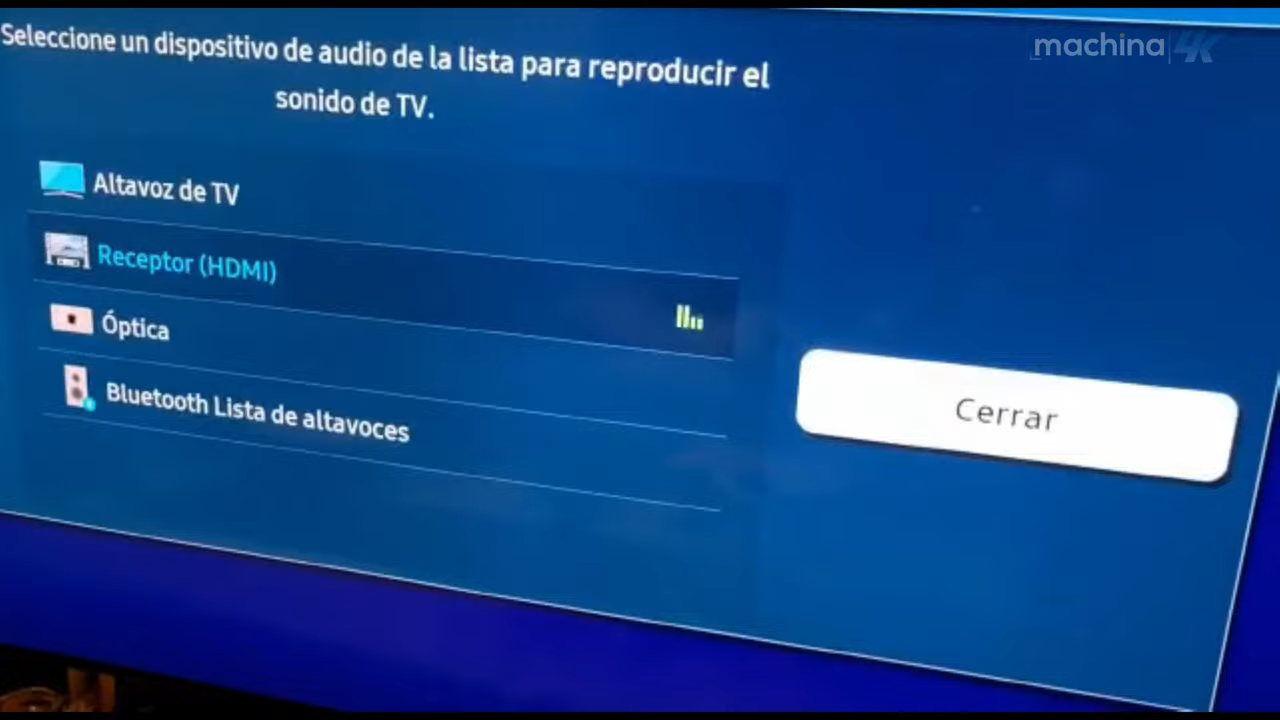 Seleccione un dispositivo de audio de la lista para reproducir el
sonido de TV.
machina 4K
Altavoz de TV
Receptor (HDMI)
Óptica
Bluetooth Lista de altavoces
Cerrar